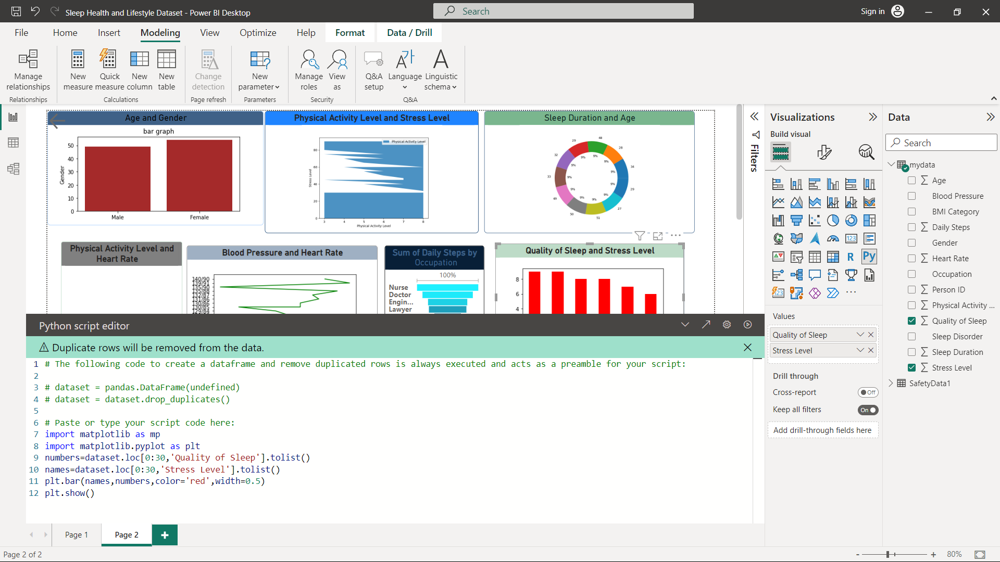 Sleep Health and Lifestyle Dataset - Power BI Desktop
Search
Sign in
File Home Insert Modeling View Optimize Help Format Data / Drill
Manage relationships
New measure
Quick measure
New column
New table
Change detection
New parameter
Manage roles
View as
Q&A setup
Language
Linguistic schema
Relationships
Calculations
Page refresh
Parameters
Security
Q&A
Age and Gender
bar graph
Gender
50
40
30
20
10
0
Male Female
Physical Activity Level and Stress Level
Physical Activity Level
Stress Level
80
60
40
20
0
3 4 5 6 7 8
Physical Activity Level
Sleep Duration and Age
48
29
28
32
34
33
29
49
27
50
51
9%
9%
9%
9%
9%
9%
9%
9%
9%
9%
9%
Physical Activity Level and
Heart Rate
Blood Pressure and Heart Rate
140/90
139/91
135/90
135/88
132/87
131/86
130/86
130/85
129/84
Sum of Daily Steps by
Occupation
100%
Nurse
Doctor
Engin...
Lawyer
Quality of Sleep and Stress Level
8
6
4
Filters
Python script editor
Duplicate rows will be removed from the data.
1 # The following code to create a dataframe and remove duplicated rows is always executed and acts as a preamble for your script:
2
3 # dataset = pandas.DataFrame(undefined)
4 # dataset = dataset.drop_duplicates()
5
6 # Paste or type your script code here:
7 import matplotlib as mp
8 import matplotlib.pyplot as plt
9 numbers=dataset.loc[0:30,'Quality of Sleep'].tolist()
10 names=dataset.loc[0:30,'Stress Level'].tolist()
11 plt.bar(names,numbers,color='red',width=0.5)
12 plt.show()
Page 1 Page 2 +
Page 2 of 2
- + 80%
Visualizations
Build visual
123
R
Py
123
...
Values
Quality of Sleep
Stress Level
Drill through
Cross-report Off
Keep all filters On
Add drill-through fields here
Data
Search
mydata
Age
Blood Pressure
BMI Category
Daily Steps
Gender
Heart Rate
Occupation
Person ID
Physical Activity ...
Quality of Sleep
Sleep Disorder
Sleep Duration
Stress Level
SafetyData1